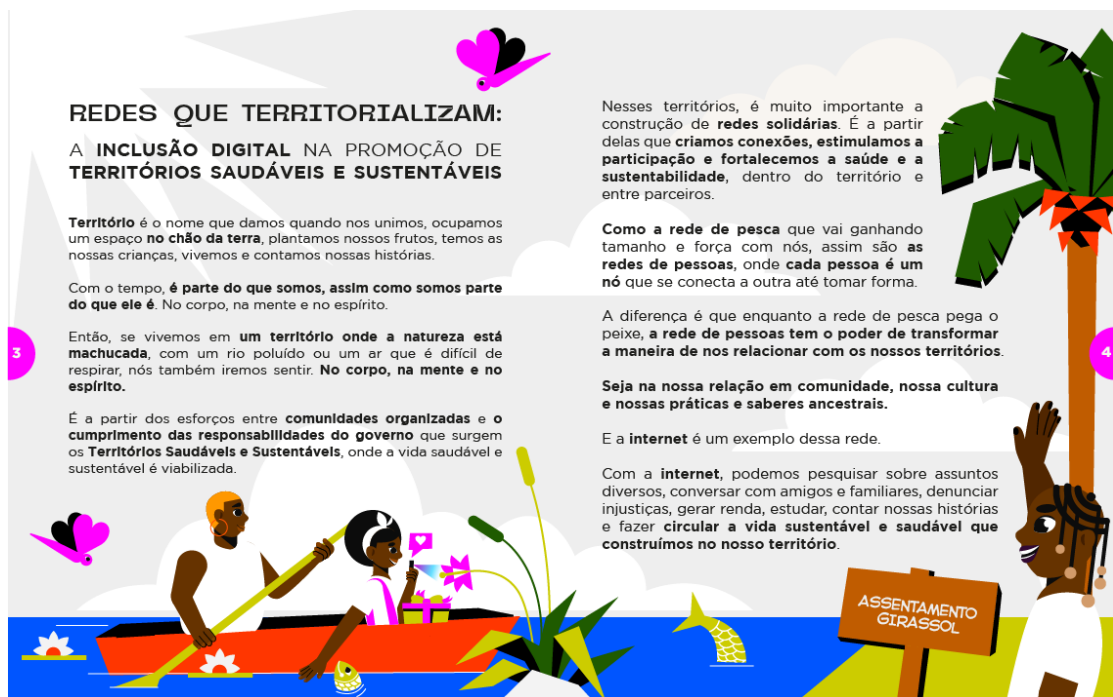 REDES QUE TERRITORIALIZAM:
A INCLUSÃO DIGITAL NA PROMOÇÃO DE
TERRITÓRIOS SAUDÁVEIS E SUSTENTÁVEIS
Território é o nome que damos quando nos unimos, ocupamos
um espaço no chão da terra, plantamos nossos frutos, temos as
nossas crianças, vivemos e contamos nossas histórias.
Com o tempo, é parte do que somos, assim como somos parte
do que ele é. No corpo, na mente e no espírito.
Então, se vivemos em um território onde a natureza está
machucada, com um rio poluído ou um ar que é difícil de
respirar, nós também iremos sentir. No corpo, na mente e no
espírito.
É a partir dos esforços entre comunidades organizadas e o
cumprimento das responsabilidades do governo que surgem
os Territórios Saudáveis e Sustentáveis, onde a vida saudável e
sustentável é viabilizada.
3
Nesses territórios, é muito importante a
construção de redes solidárias. É a partir
delas que criamos conexões, estimulamos a
participação e fortalecemos a saúde e a
sustentabilidade, dentro do território e
entre parceiros.
Como a rede de pesca que vai ganhando
tamanho e força com nós, assim são as
redes de pessoas, onde cada pessoa é um
nó que se conecta a outra até tomar forma.
A diferença é que enquanto a rede de pesca pega o
peixe, a rede de pessoas tem o poder de transformar
a maneira de nos relacionar com os nossos territórios.
Seja na nossa relação em comunidade, nossa cultura
e nossas práticas e saberes ancestrais.
E a internet é um exemplo dessa rede.
Com a internet, podemos pesquisar sobre assuntos
diversos, conversar com amigos e familiares, denunciar
injustiças, gerar renda, estudar, contar nossas histórias
e fazer circular a vida sustentável e saudável que
construímos no nosso território.
4
ASSENTAMENTO
GIRASSOL